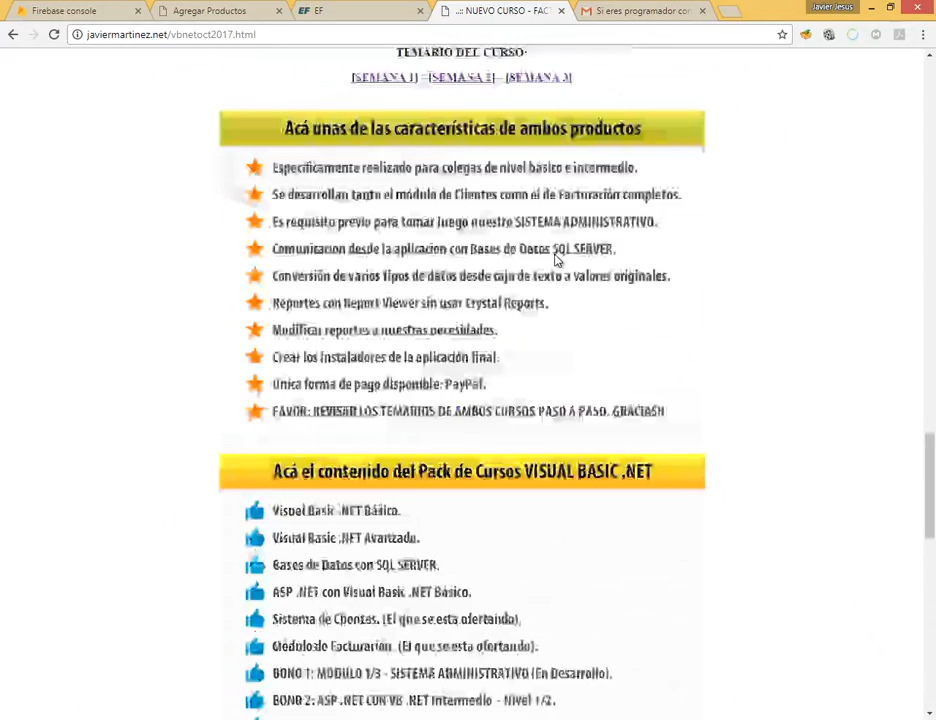 Firebase console
Agregar Productos
EF EF
..:: NUEVO CURSO - FAC
Si eres programador co
Javier Jesus
javiermartinez.net/vbnetoct2017.html
TEMARIO DEL CURSO:
[SEMANA 1] - [SEMANA 2] - [SEMANA 3]
Acá unas de las características de ambos productos
Especificamente realizado para colegas de nivel basico e intermedio.
Se desarrollan tanto el módulo de Clientes como el de Facturación completos.
Es requisito previo para tomar luego nuestro SISTEMA ADMINISTRATIVO.
Comunicacion desde la aplicacion con Bases de Datos SQL SERVER.
Conversión de varios tipos de datos desde caja de texto a valores originales.
Reportes con Report Viewer sin usar Crystal Reports.
Modificar reportes a nuestras necesidades.
Crear los instaladores de la aplicación final.
Unica forma de pago disponible: PayPal.
FAVOR: REVISAR LOS TEMARIOS DE AMBOS CURSOS PASO A PASO. GRACIAS!!
Acá el contenido del Pack de Cursos VISUAL BASIC .NET
Visual Basic .NET Básico.
Visual Basic .NET Avanzado.
Bases de Datos con SQL SERVER.
ASP .NET con Visual Basic .NET Básico.
Sistema de Clientes. (El que se esta ofertando).
Módulo de Facturación. (El que se esta ofertando).
BONO 1: MODULO 1/3 - SISTEMA ADMINISTRATIVO (En Desarrollo).
BONO 2: ASP .NET CON VB .NET Intermedio - Nivel 1/2.